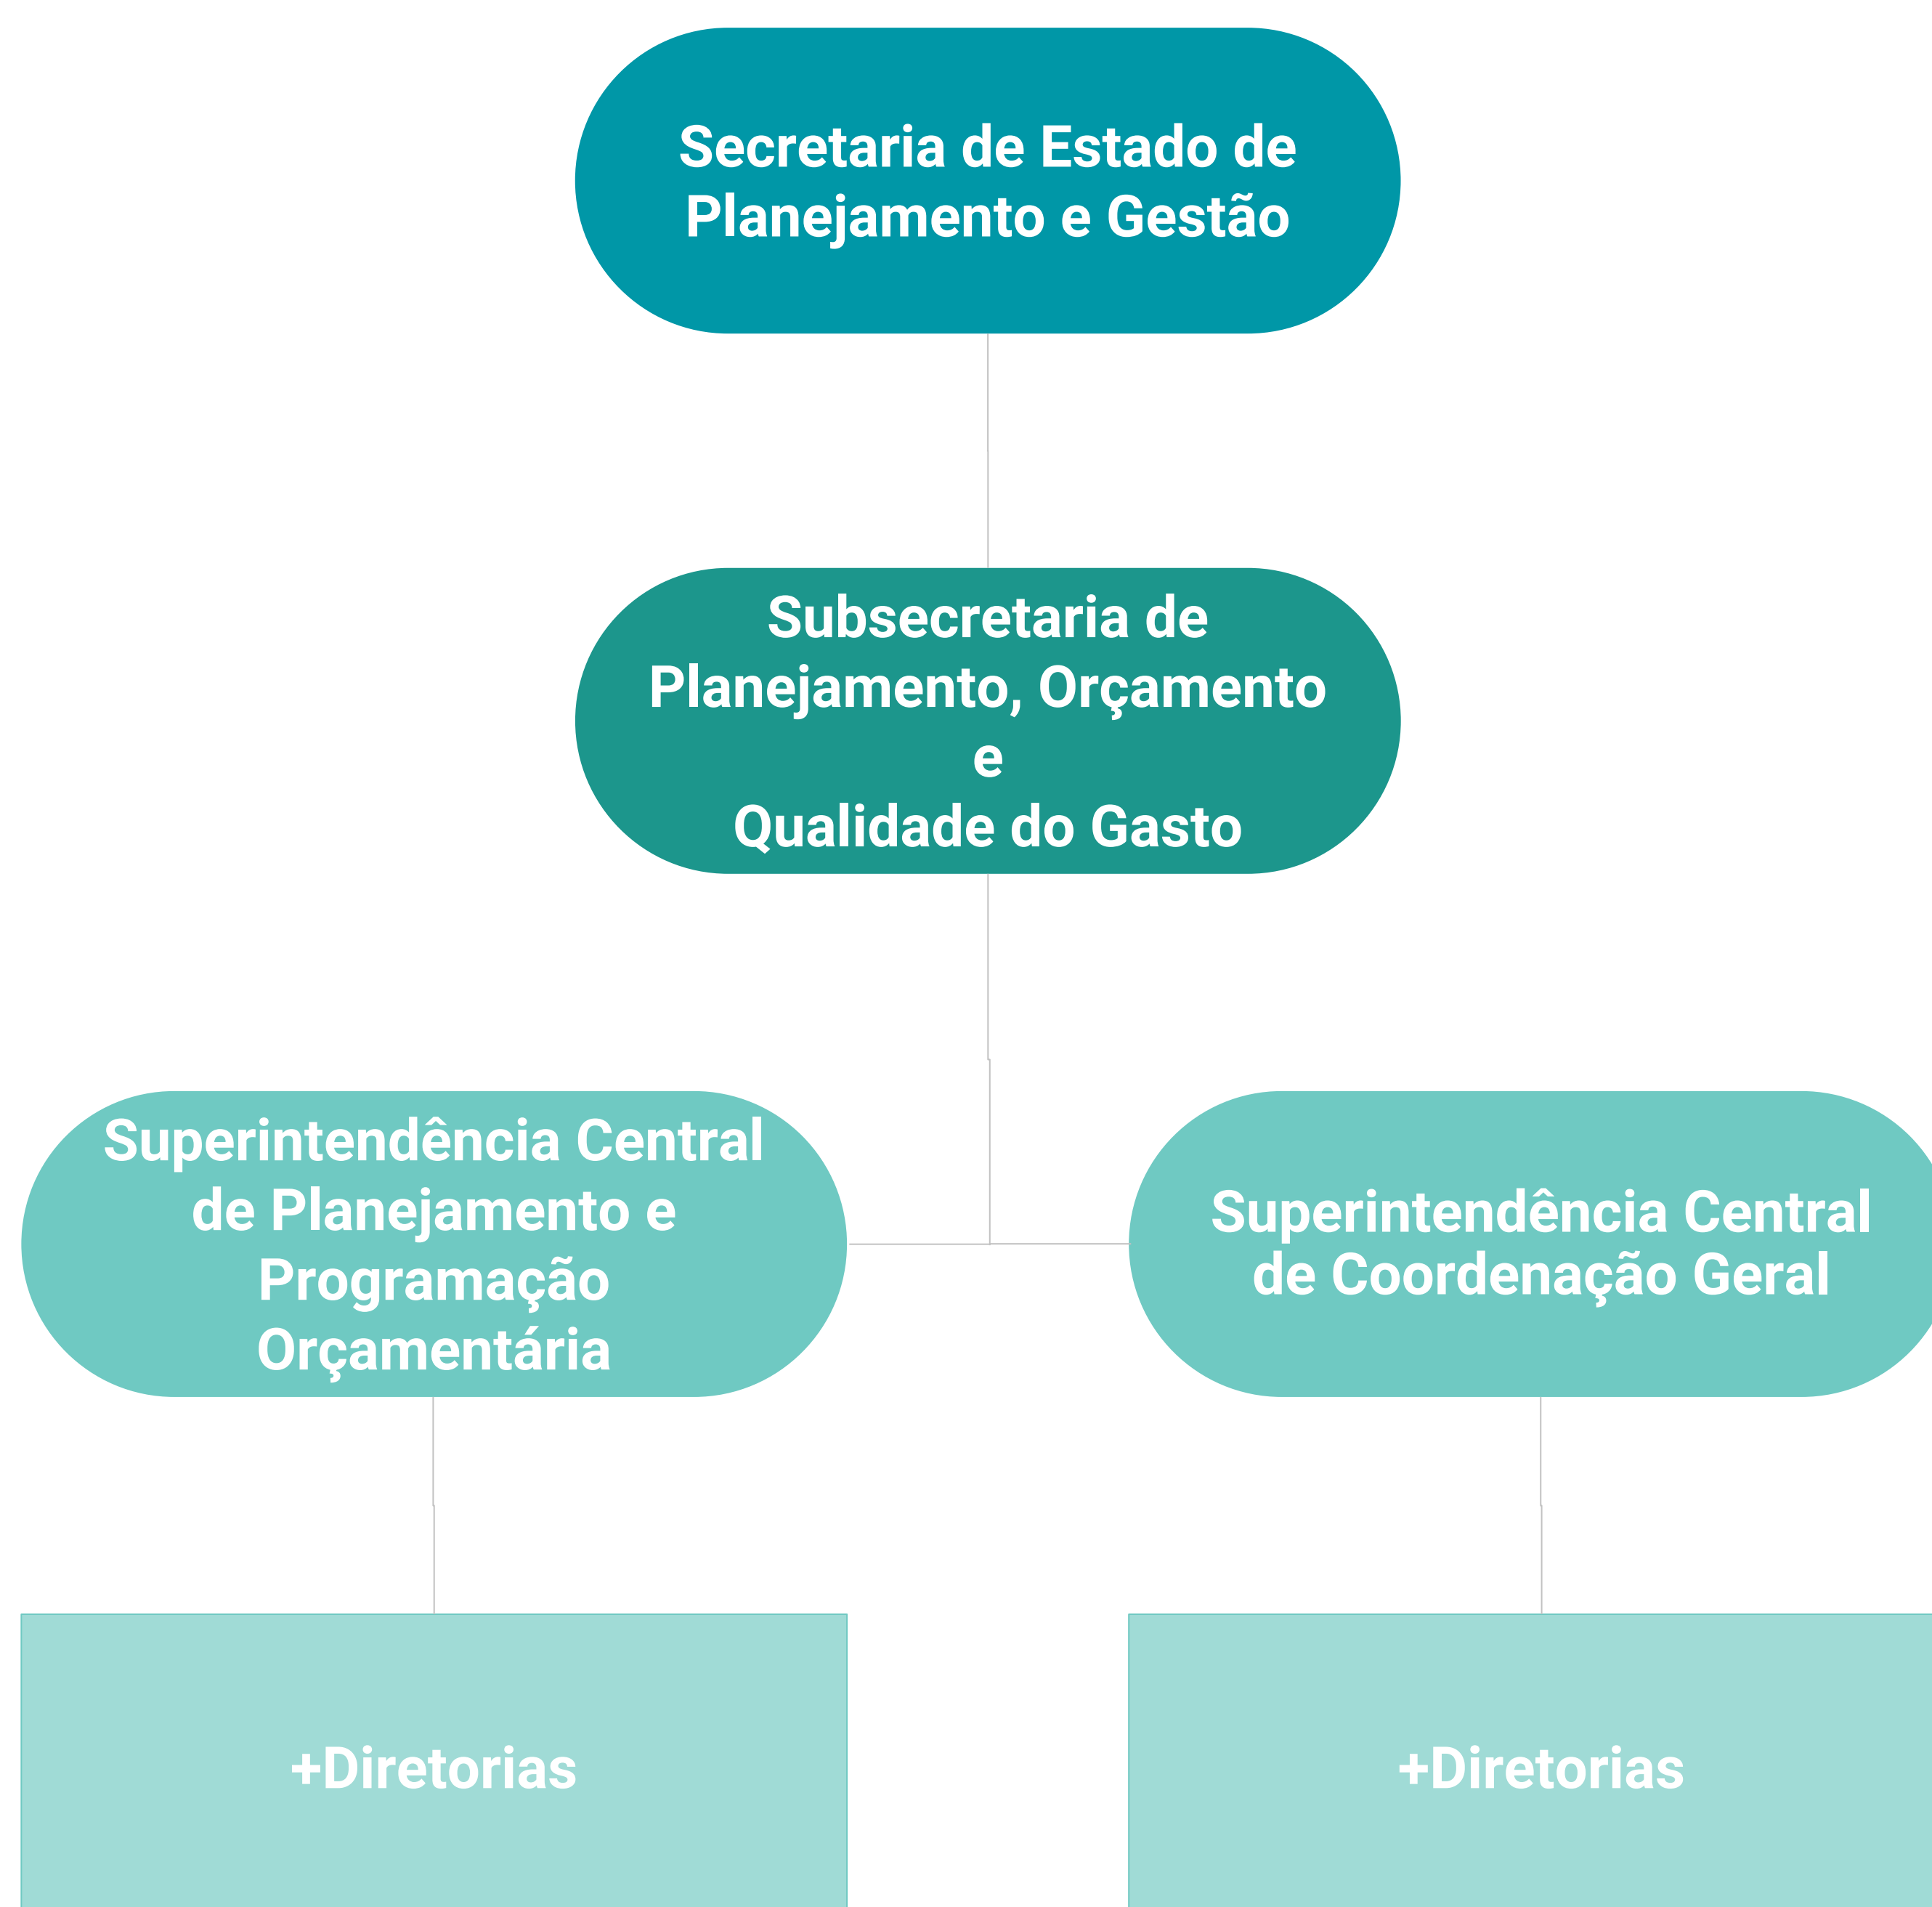 Secretaria de Estado de
Planejamento e Gestão
Subsecretaria de
Planejamento, Orçamento
e
Qualidade do Gasto
Superintendência Central
de Planejamento e
Programação
Orçamentária
Superintendência Central
de Coordenação Geral
+Diretorias
+Diretorias